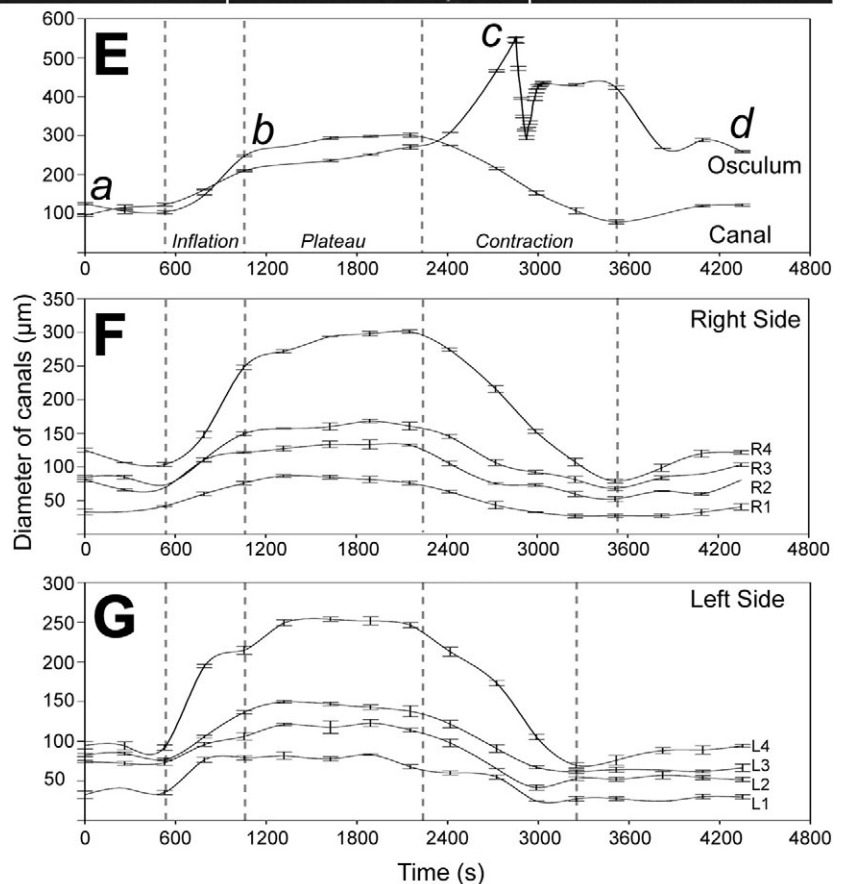 E
600
500
400
300
200
100
a
b
c
d
Osculum
Canal
Inflation
Plateau
Contraction
0 600 1200 1800 2400 3000 3600 4200 4800
Diameter of canals (µm)
F
350
300
250
200
150
100
50
Right Side
R4
R3
R2
R1
0 600 1200 1800 2400 3000 3600 4200 4800
G
300
250
200
150
100
50
Left Side
L4
L3
L2
L1
0 600 1200 1800 2400 3000 3600 4200 4800
Time (s)